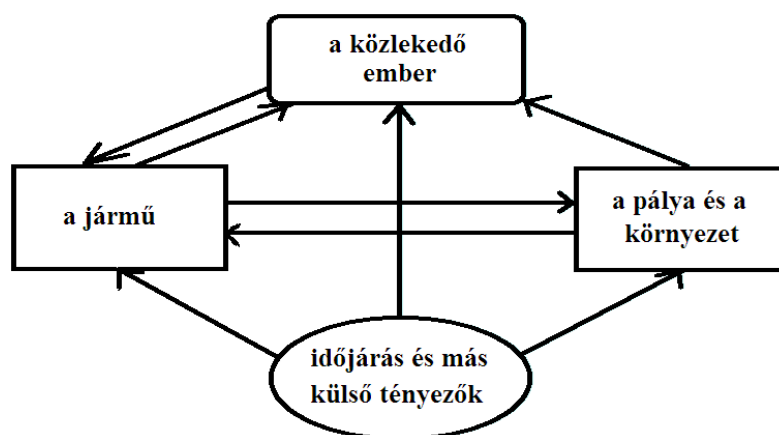 a közlekedő
ember
a jármű
a pálya és a
környezet
időjárás és más
külső tényezők